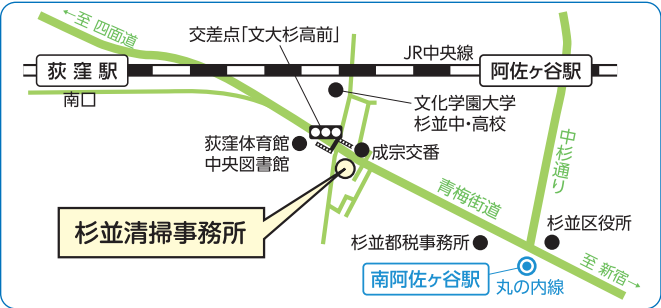 ←至 四面道
交差点「文大杉高前」
JR中央線
荻窪駅
阿佐ヶ谷駅
南口
文化学園大学
杉並中・高校
荻窪体育館
中央図書館
成宗交番
中杉通り
青梅街道
杉並清掃事務所
杉並都税事務所
杉並区役所
南阿佐ヶ谷駅
丸の内線
至 新宿→